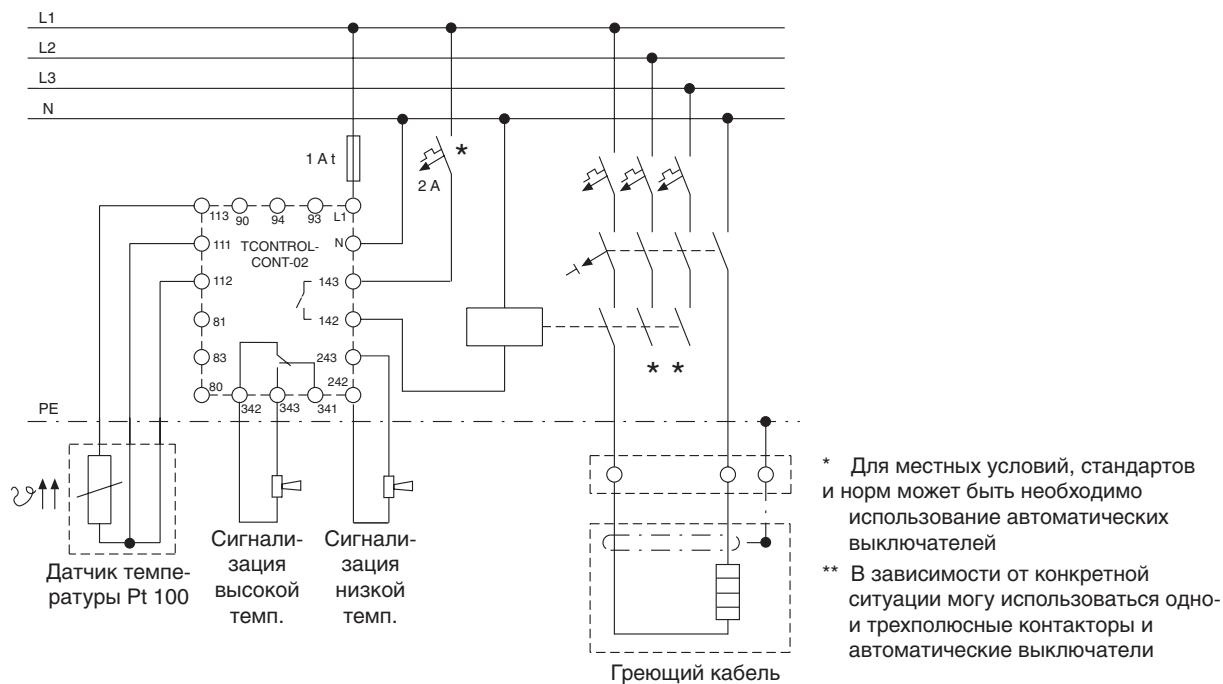 L1
L2
L3
N
1 A t
*
2 A
113
90
94
93
L1
111
TCONTROL-
CONT-02
N
112
143
81
142
83
243
80
242
342
343
341
* *
PE
Датчик темпе-
ратуры Pt 100
Сигнали-
зация
высокой
темп.
Сигнали-
зация
низкой
темп.
Греющий кабель
* Для местных условий, стандартов
и норм может быть необходимо
использование автоматических
выключателей
** В зависимости от конкретной
ситуации могу использоваться одно-
и трехполюсные контакторы и
автоматические выключатели